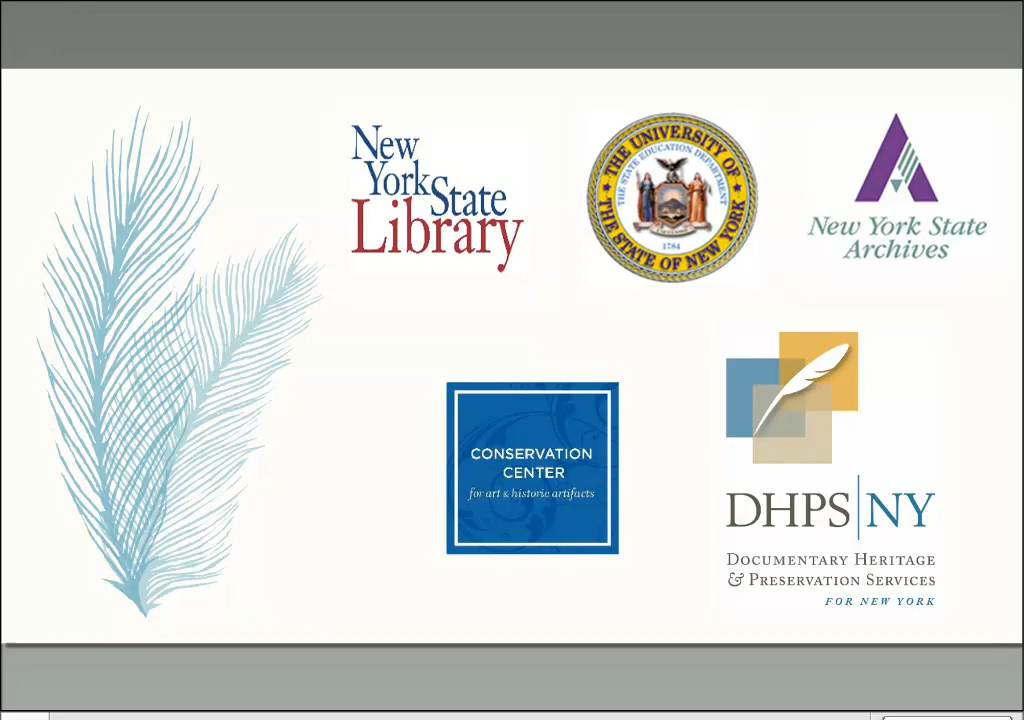 New
York State
Library
THE UNIVERSITY OF
THE STATE OF NEW YORK
THE STATE EDUCATION DEPARTMENT
1784
New York State
Archives
CONSERVATION
CENTER
for art & historic artifacts
DHPS|NY
DOCUMENTARY HERITAGE
& PRESERVATION SERVICES
FOR NEW YORK